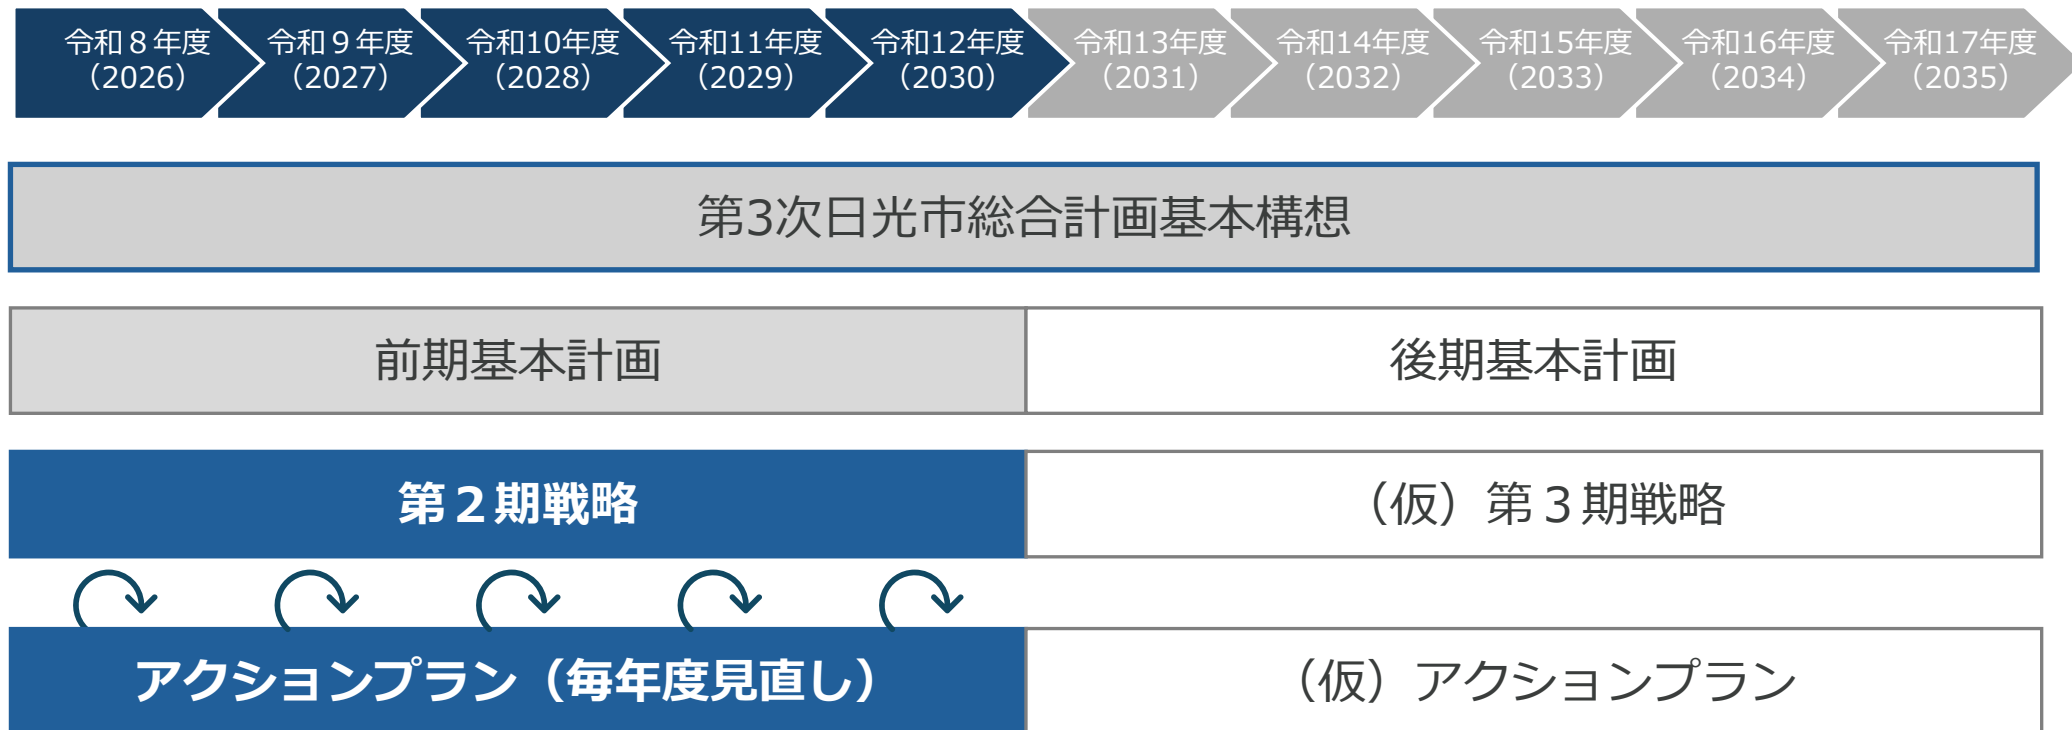 令和８年度
（2026）
令和９年度
（2027）
令和10年度
（2028）
令和11年度
（2029）
令和12年度
（2030）
令和13年度
（2031）
令和14年度
（2032）
令和15年度
（2033）
令和16年度
（2034）
令和17年度
（2035）
第3次日光市総合計画基本構想
前期基本計画
後期基本計画
第２期戦略
（仮）第３期戦略
アクションプラン（毎年度見直し）
（仮）アクションプラン